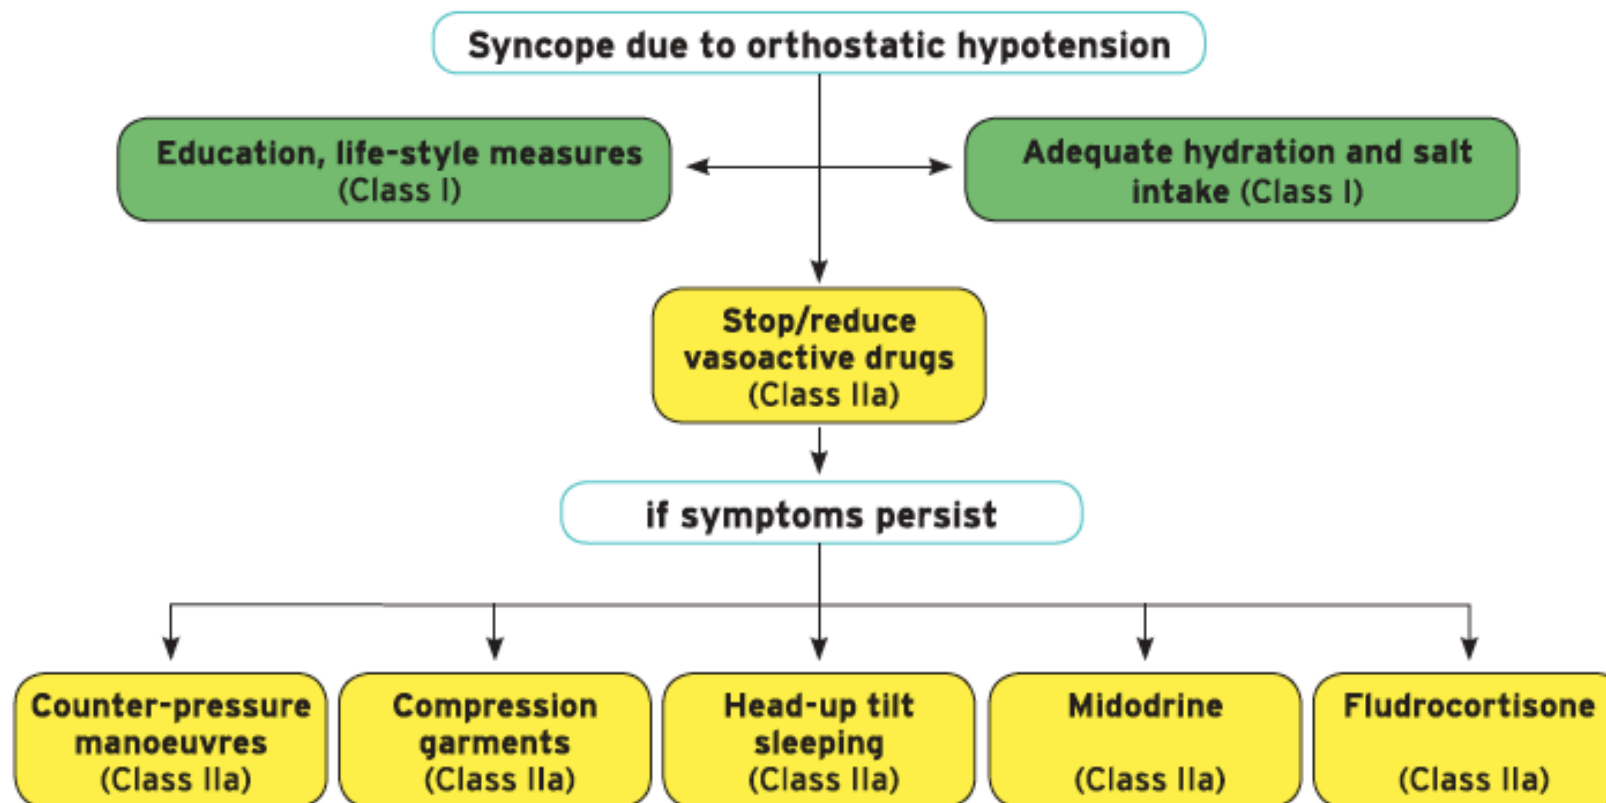 Syncope due to orthostatic hypotension
Education, life-style measures
(Class I)
Adequate hydration and salt
intake (Class I)
Stop/reduce
vasoactive drugs
(Class IIa)
if symptoms persist
Counter-pressure
manoeuvres
(Class IIa)
Compression
garments
(Class IIa)
Head-up tilt
sleeping
(Class IIa)
Midodrine
(Class IIa)
Fludrocortisone
(Class IIa)